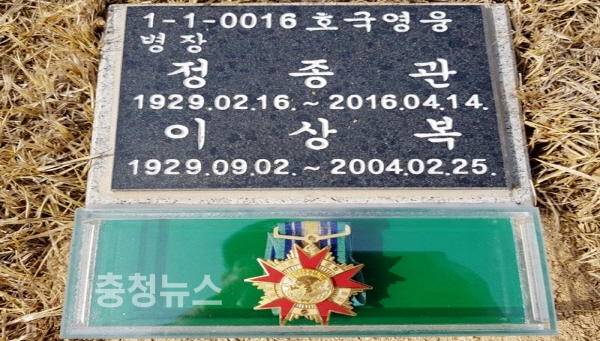 1-1-0016 호국영웅
병장
정 종 관
1929.02.16. ~ 2016.04.14.
이 상 복
1929.09.02. ~ 2004.02.25.
충청뉴스